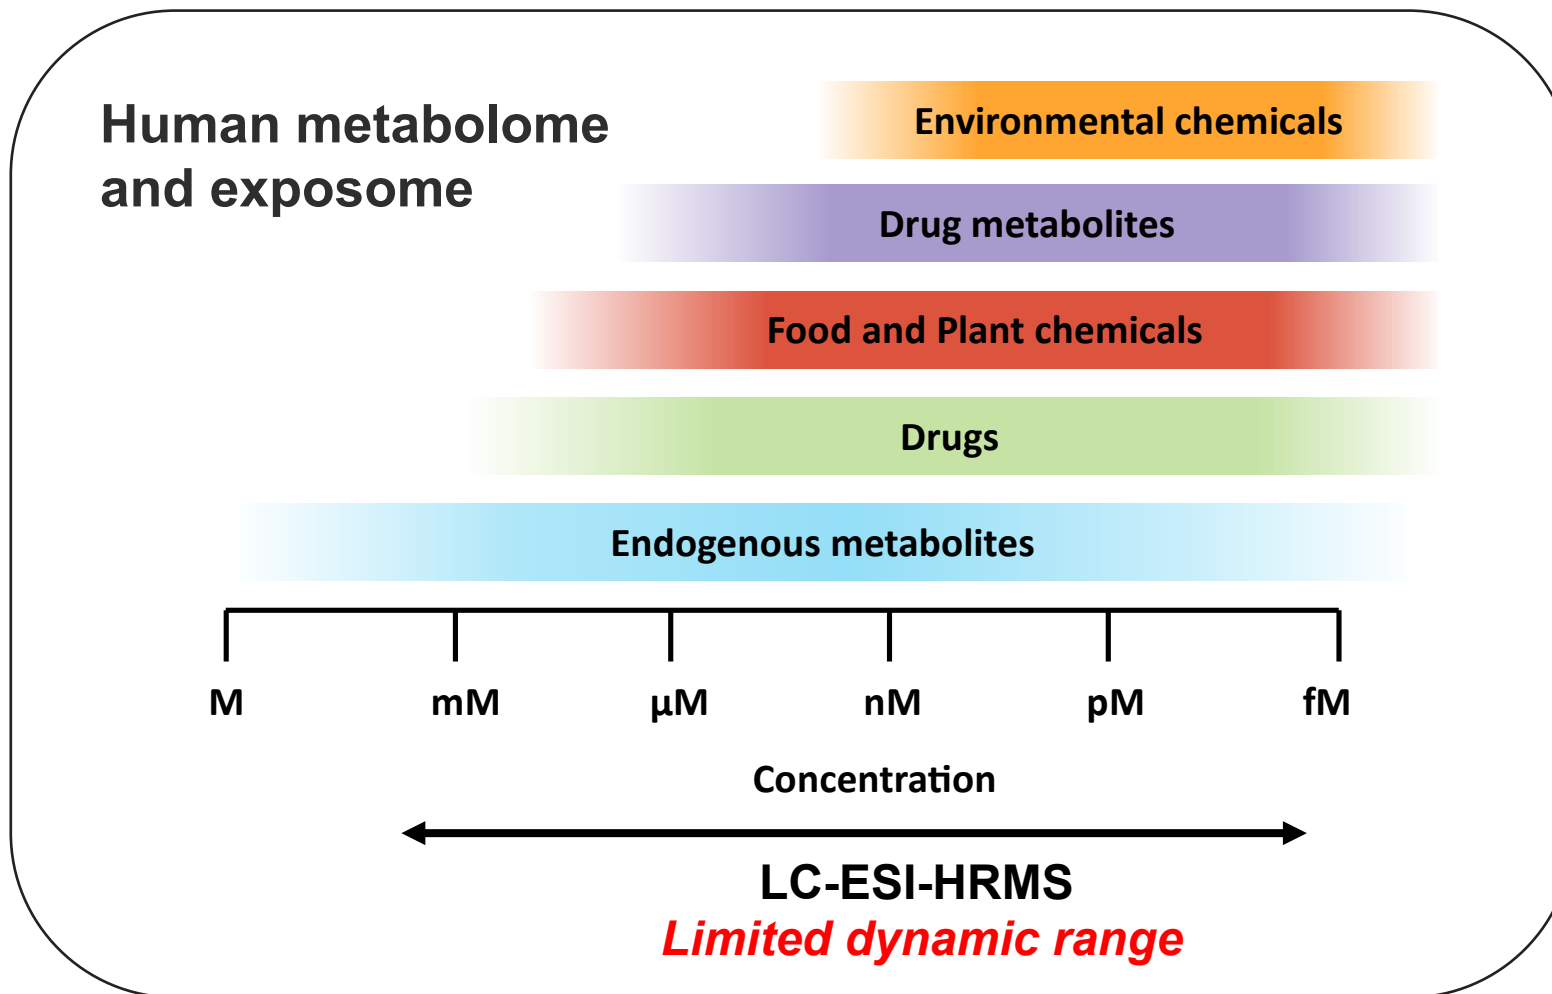 Human metabolome
and exposome
Environmental chemicals
Drug metabolites
Food and Plant chemicals
Drugs
Endogenous metabolites
M mM µM nM pM fM
Concentration
LC-ESI-HRMS
Limited dynamic range